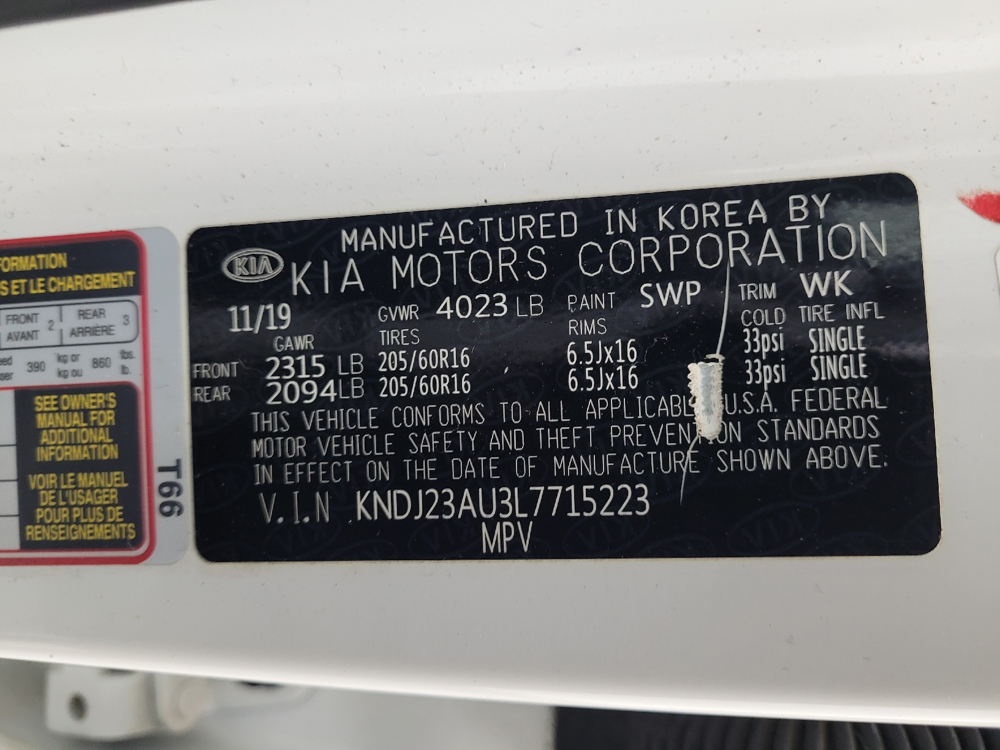 FORMATION
S ET LE CHARGEMENT
FRONT AVANT 2 REAR ARRIÈRE 3
390 kg or kg ou 860 lbs. lb.
SEE OWNER'S
MANUAL FOR
ADDITIONAL
INFORMATION
VOIR LE MANUEL
DE L'USAGER
POUR PLUS DE
RENSEIGNEMENTS
T66
MANUFACTURED IN KOREA BY
KIA KIA MOTORS CORPORATION
11/19 GVWR 4023 LB PAINT SWP TRIM WK
GAWR TIRES RIMS COLD TIRE INFL
FRONT 2315 LB 205/60R16 6.5Jx16 33psi SINGLE
REAR 2094 LB 205/60R16 6.5Jx16 33psi SINGLE
THIS VEHICLE CONFORMS TO ALL APPLICABL U.S.A. FEDERAL
MOTOR VEHICLE SAFETY AND THEFT PREVENTION STANDARDS
IN EFFECT ON THE DATE OF MANUFACTURE SHOWN ABOVE.
V.I.N KNDJ23AU3L7715223
MPV